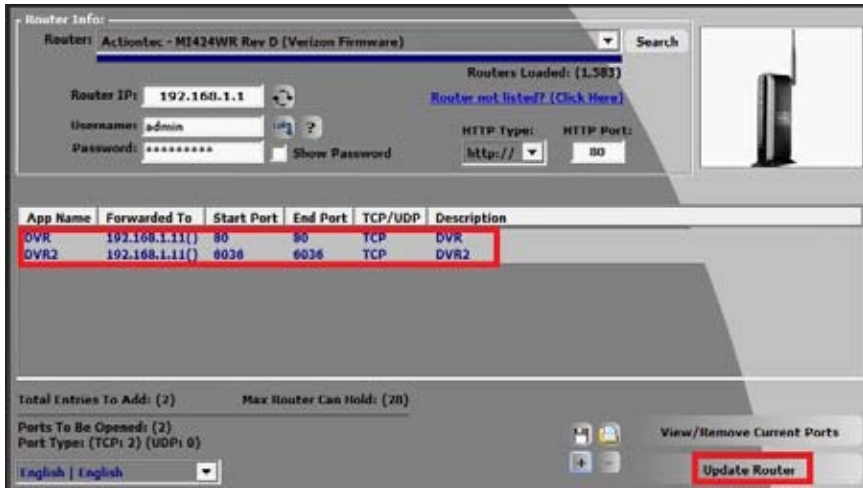 Router Info:
Router: Actiontec - MI424WR Rev D (Verizon Firmware) Search
Routers Loaded: (1,583)
Router IP: 192.168.1.1 Router not listed? (Click Here)
Username: admin ? HTTP Type: HTTP Port:
Password: ********* Show Password http:// 80
App Name Forwarded To Start Port End Port TCP/UDP Description
DVR 192.168.1.11() 80 80 TCP DVR
DVR2 192.168.1.11() 6036 6036 TCP DVR2
Total Entries To Add: (2) Max Router Can Hold: (20)
Ports To Be Opened: (2)
Port Type: (TCP: 2) (UDP: 0)
View/Remove Current Ports
English | English
Update Router